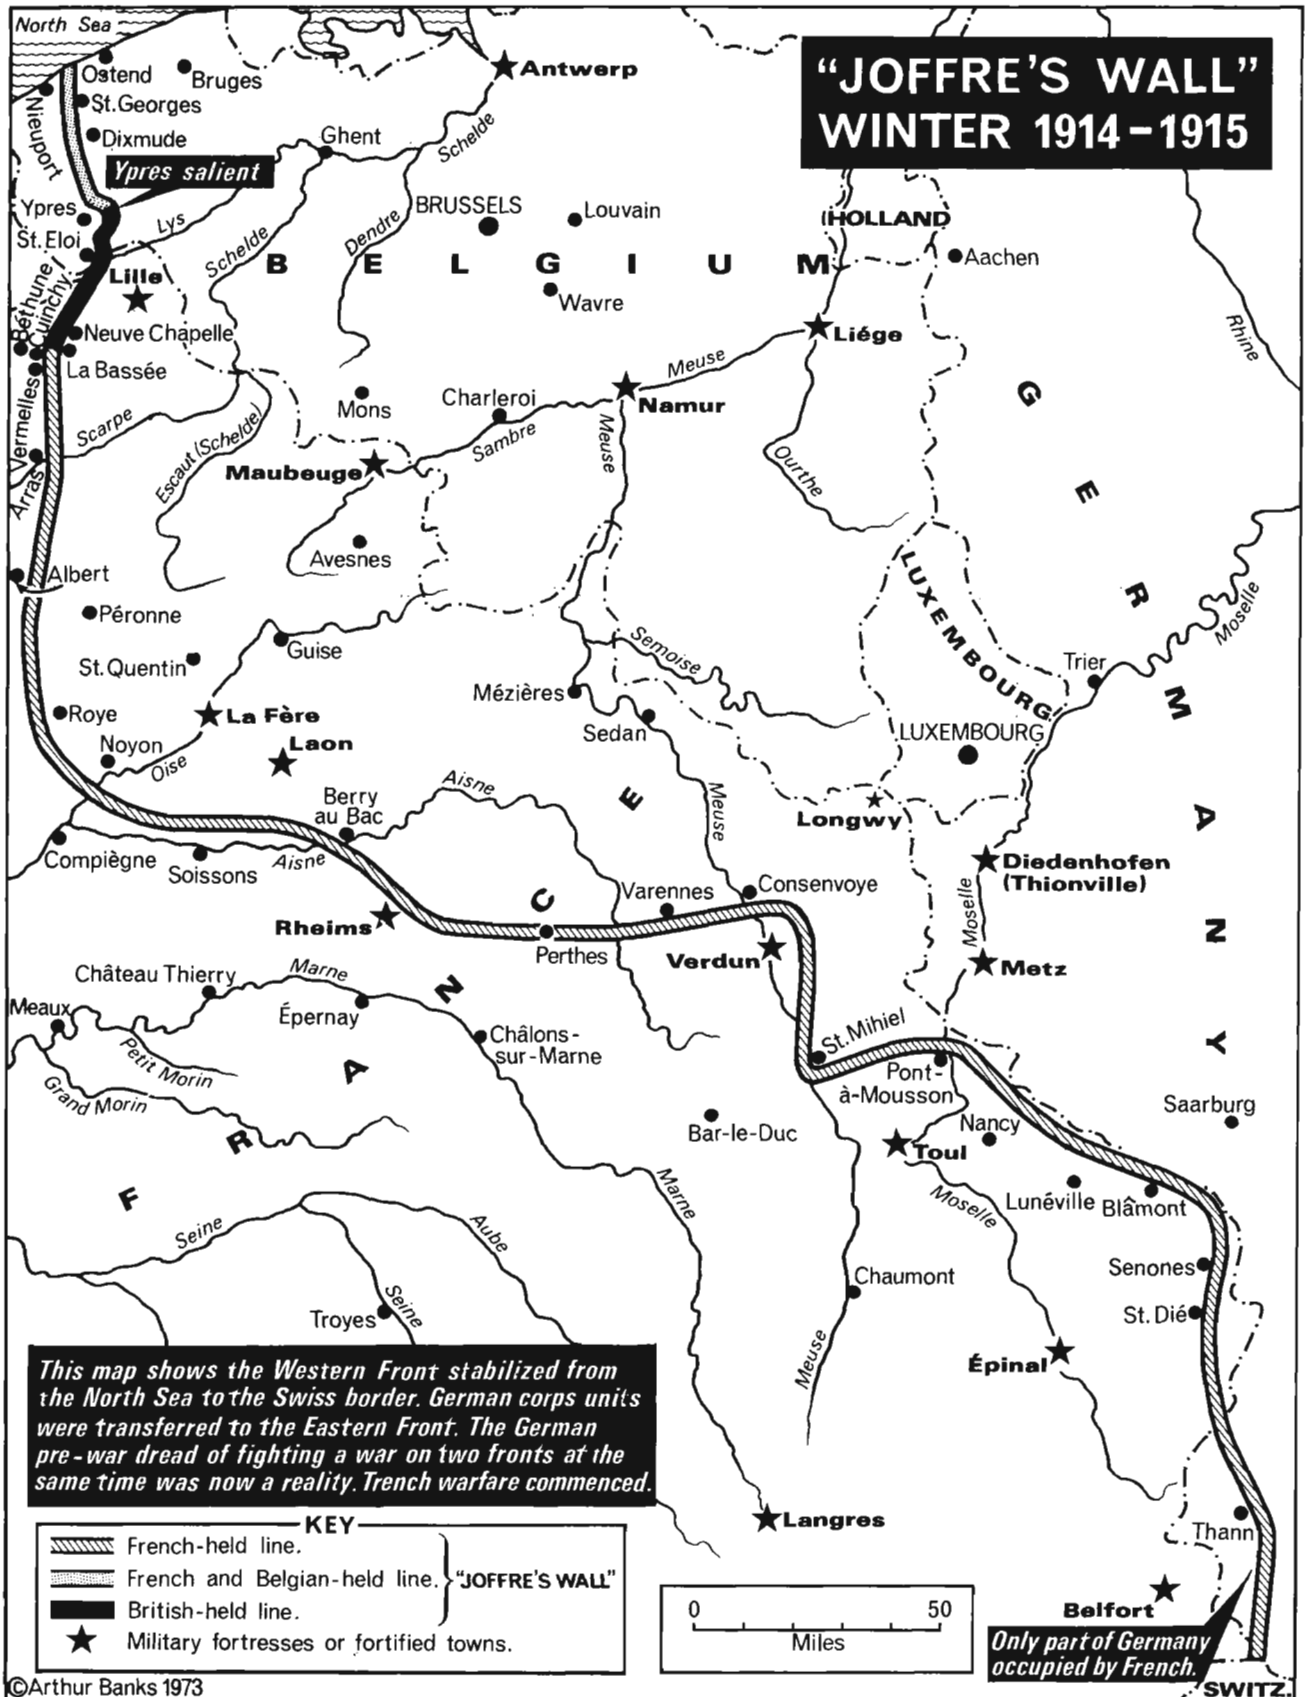 "JOFFRE'S WALL"
WINTER 1914-1915
North Sea
Ostend
Bruges
Antwerp
Nieuport
St.Georges
Dixmude
Ghent
Schelde
Ypres salient
Ypres
Lys
Schelde
Dendre
BRUSSELS
Louvain
HOLLAND
Aachen
St.Eloi
BELGIUM
Lille
Wavre
Béthune
Cuinchy
Neuve Chapelle
Liége
Rhine
La Bassée
Meuse
Vermelles
Scarpe
Mons
Charleroi
Namur
GERMANY
Escaut (Schelde)
Sambre
Meuse
Ourthe
Maubeuge
Arras
Avesnes
Albert
LUXEMBOURG
Moselle
Péronne
Guise
Semoise
St.Quentin
Trier
Mézières
Roye
La Fère
Sedan
LUXEMBOURG
Noyon
Laon
Oise
Aisne
Berry
au Bac
Meuse
Longwy
Compiègne
Soissons
Aisne
Diedenhofen
(Thionville)
Varennes
Consenvoye
Moselle
FRANCE
Rheims
Perthes
Verdun
Metz
Château Thierry
Marne
Meaux
Épernay
Châlons-
sur-Marne
St.Mihiel
Petit Morin
Grand Morin
Pont-
à-Mousson
Saarburg
Bar-le-Duc
Nancy
Toul
Marne
Moselle
Lunéville
Blâmont
Seine
Aube
Senones
Chaumont
Troyes
Seine
St.Dié
Meuse
Épinal
This map shows the Western Front stabilized from
the North Sea to the Swiss border. German corps units
were transferred to the Eastern Front. The German
pre-war dread of fighting a war on two fronts at the
same time was now a reality. Trench warfare commenced.
Langres
Thann
Belfort
KEY
French-held line.
French and Belgian-held line.
"JOFFRE'S WALL"
British-held line.
Military fortresses or fortified towns.
0 50
Miles
Only part of Germany
occupied by French.
SWITZ.
©Arthur Banks 1973